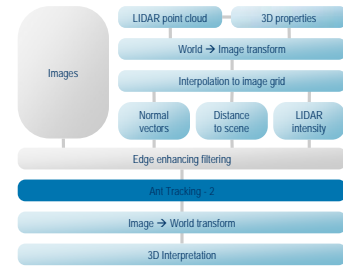 LIDAR point cloud
3D properties
Images
World → Image transform
Interpolation to image grid
Normal
vectors
Distance
to scene
LIDAR
intensity
Edge enhancing filtering
Ant Tracking - 2
Image → World transform
3D Interpretation